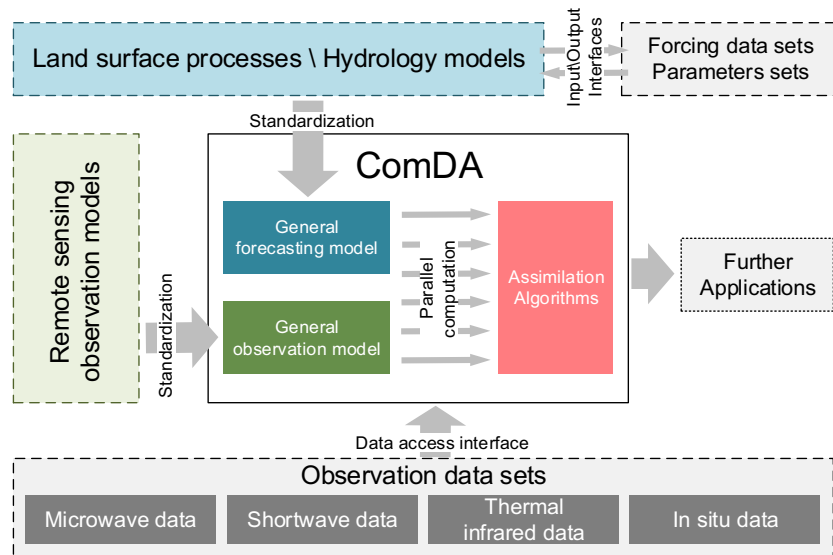 Land surface processes \ Hydrology models
Input\Output
Interfaces
Forcing data sets
Parameters sets
Standardization
Remote sensing
observation models
Standardization
ComDA
General
forecasting model
General
observation model
Parallel
computation
Assimilation
Algorithms
Further
Applications
Data access interface
Observation data sets
Microwave data
Shortwave data
Thermal
infrared data
In situ data